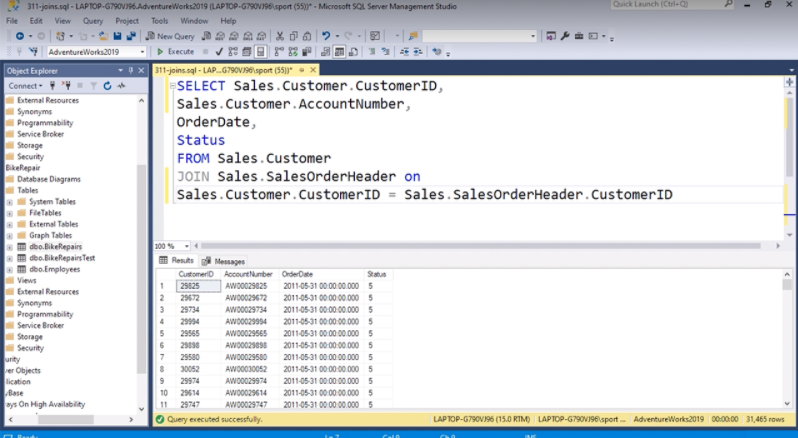 311-joins.sql - LAPTOP-G790VJ96.AdventureWorks2019 (LAPTOP-G790VJ96\sport (55))* - Microsoft SQL Server Management Studio
Quick Launch (Ctrl+Q)
File Edit View Query Project Tools Window Help
New Query
AdventureWorks2019 Execute
Object Explorer
311-joins.sql - LAP...G790VJ96\sport (55))*
Connect
External Resources
Synonyms
Programmability
Service Broker
Storage
Security
BikeRepair
Database Diagrams
Tables
System Tables
FileTables
External Tables
Graph Tables
dbo.BikeRepairs
dbo.BikeRepairsTest
dbo.Employees
Views
External Resources
Synonyms
Programmability
Service Broker
Storage
Security
urity
ver Objects
lication
yBase
ays On High Availability
SELECT Sales.Customer.CustomerID,
Sales.Customer.AccountNumber,
OrderDate,
Status
FROM Sales.Customer
JOIN Sales.SalesOrderHeader on
Sales.Customer.CustomerID = Sales.SalesOrderHeader.CustomerID
100 %
Results Messages
CustomerID AccountNumber OrderDate Status
1 29825 AW00029825 2011-05-31 00:00:00.000 5
2 29672 AW00029672 2011-05-31 00:00:00.000 5
3 29734 AW00029734 2011-05-31 00:00:00.000 5
4 29994 AW00029994 2011-05-31 00:00:00.000 5
5 29565 AW00029565 2011-05-31 00:00:00.000 5
6 29898 AW00029898 2011-05-31 00:00:00.000 5
7 29580 AW00029580 2011-05-31 00:00:00.000 5
8 30052 AW00030052 2011-05-31 00:00:00.000 5
9 29974 AW00029974 2011-05-31 00:00:00.000 5
10 29614 AW00029614 2011-05-31 00:00:00.000 5
11 29747 AW00029747 2011-05-31 00:00:00.000 5
Query executed successfully. LAPTOP-G790VJ96 (15.0 RTM) LAPTOP-G790VJ96\sport ... AdventureWorks2019 00:00:00 31,465 rows